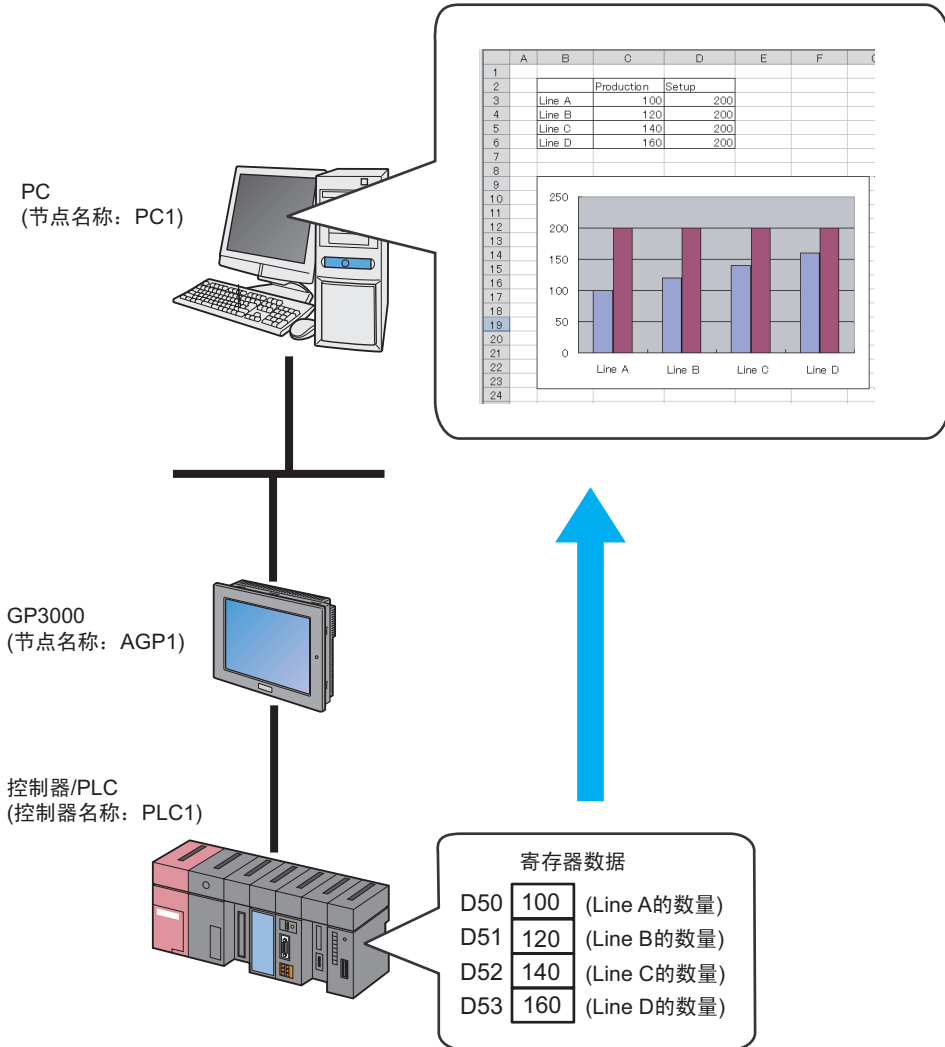 A B C D E F
1
2 Production Setup
3 Line A 100 200
4 Line B 120 200
5 Line C 140 200
6 Line D 160 200
7
8
9
10
11
12
13
14
15
16
17
18
19
20
21
22
23
24
250
200
150
100
50
0
Line A Line B Line C Line D
PC
(节点名称：PC1)
GP3000
(节点名称：AGP1)
控制器/PLC
(控制器名称：PLC1)
寄存器数据
D50 100 (Line A的数量)
D51 120 (Line B的数量)
D52 140 (Line C的数量)
D53 160 (Line D的数量)